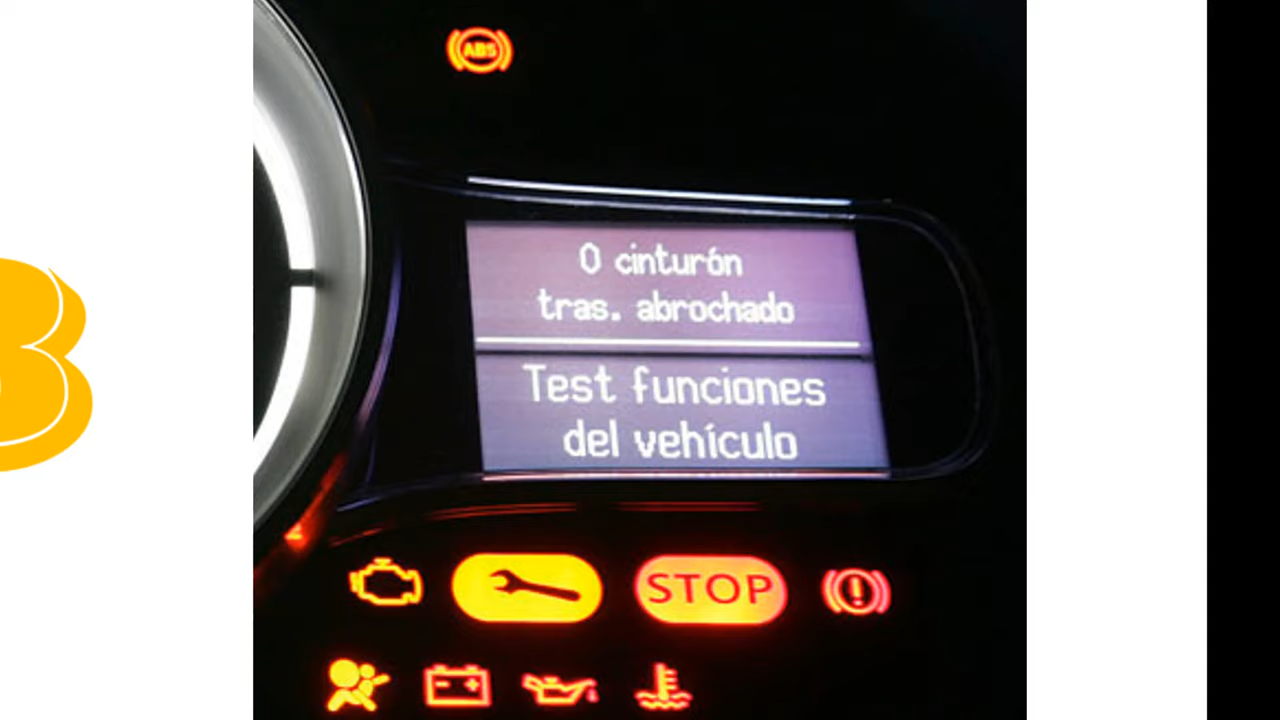 ABS
0 cinturón
tras. abrochado
Test funciones
del vehículo
STOP